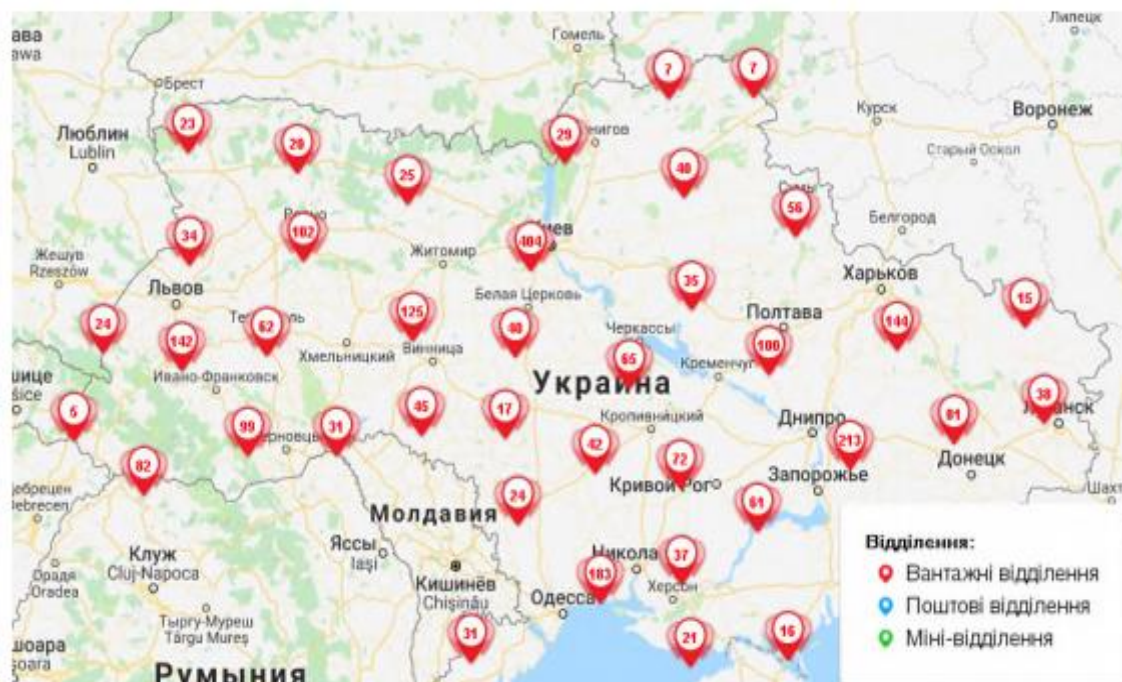 Липецк
Гомель
7
7
Брест
Курск
Воронеж
23
Люблин
Lublin
20
29
Старый Оскол
25
40
56
Белгород
34
102
404
Житомир
Жешув
Rzeszów
Харьков
35
Львов
Белая Церковь
15
24
142
62
125
40
Полтава
144
Черкассы
100
Хмельницкий
Винница
65
Кременчуг
Ивано-Франковск
Украина
5
99
31
45
17
Кропивницкий
Днипро
38
81
42
213
82
72
Донецк
Кривой Рог
Запорожье
24
61
Молдавия
Яссы
Iași
Клуж
Cluj-Napoca
Орадя
Oradea
Кишинёв
Chișinău
183
37
Херсон
Одесса
Тыргу-Муреш
Târgu Mureș
31
21
16
Румыния
Відділення:
Вантажні відділення
Поштові відділення
Міні-відділення